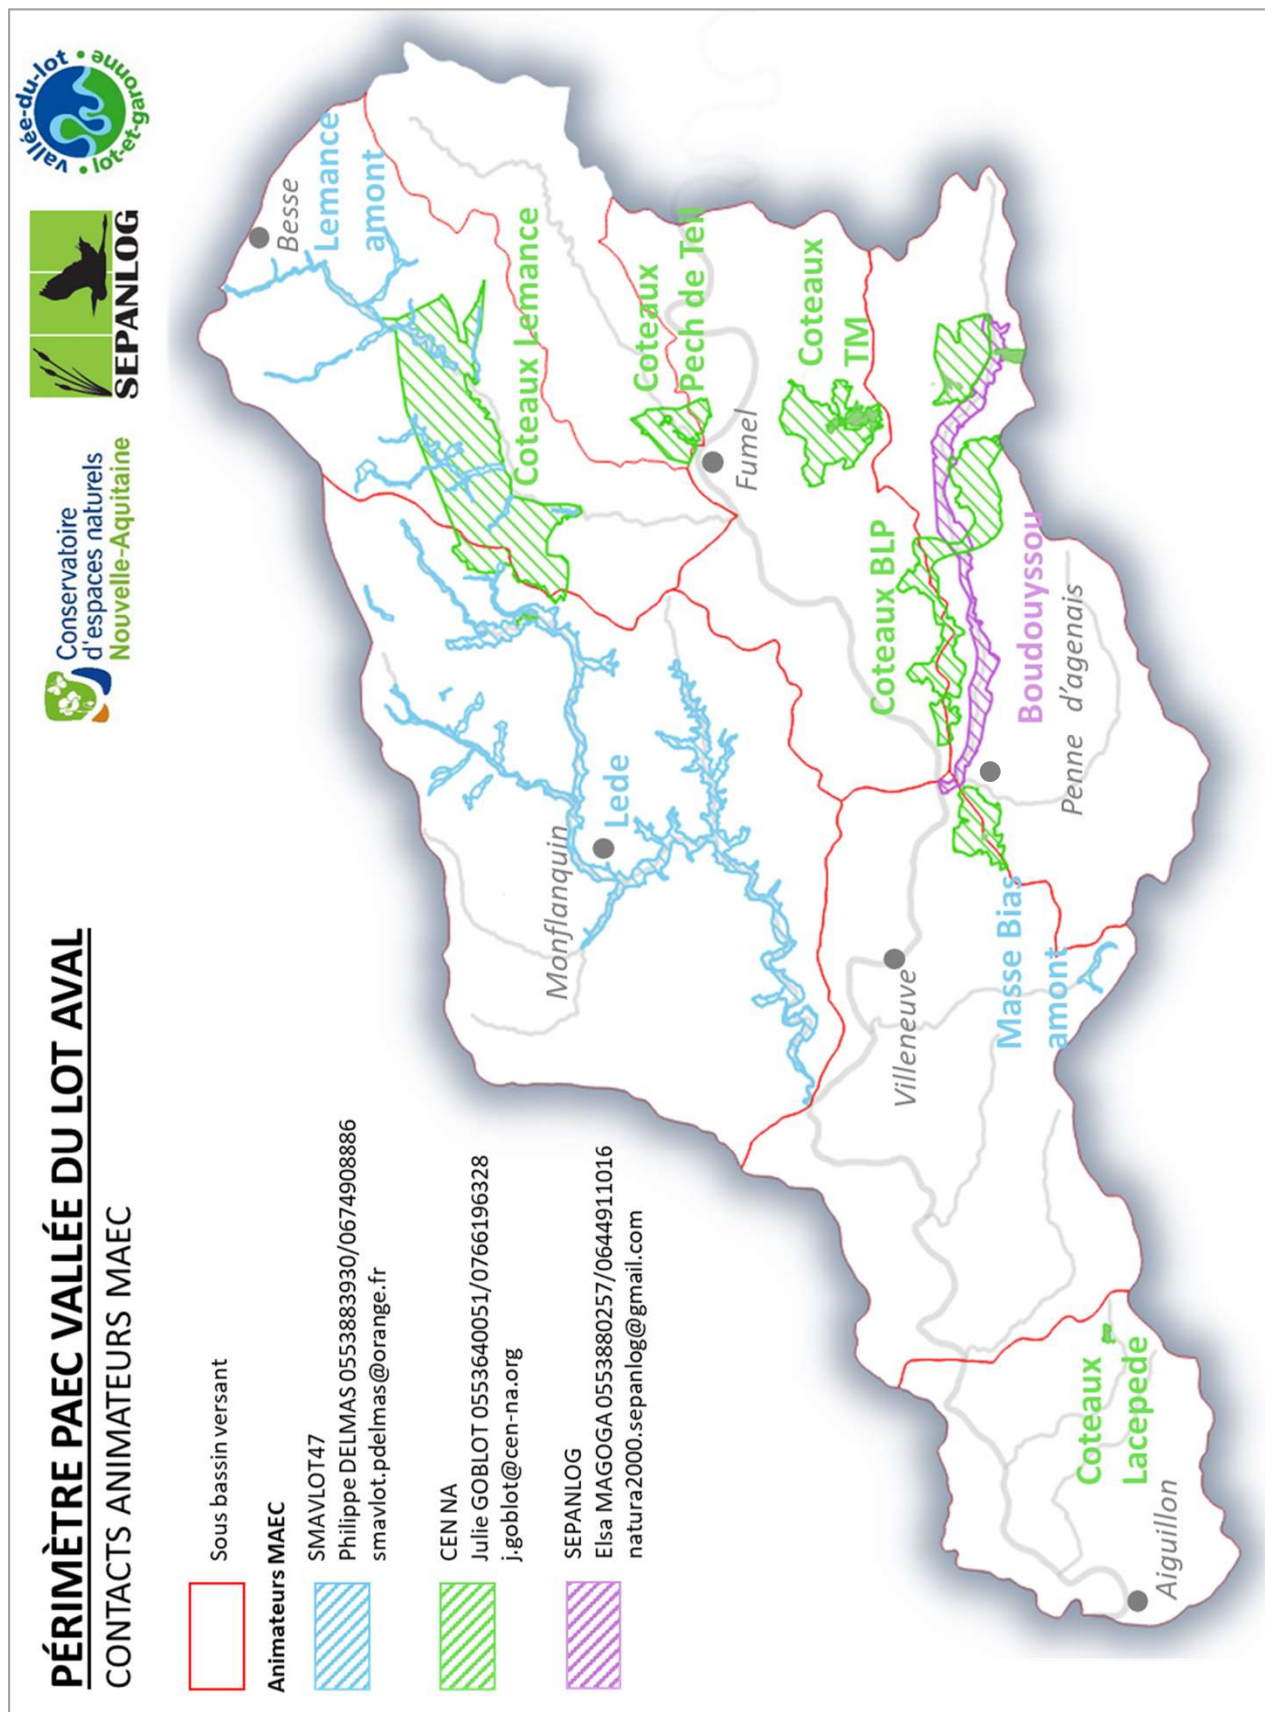 PÉRIMÈTRE PAEC VALLÉE DU LOT AVAL
CONTACTS ANIMATEURS MAEC
Conservatoire
d'espaces naturels
Nouvelle-Aquitaine
SEPANLOG
vallée-du-lot
lot-et-garonne
Sous bassin versant
Animateurs MAEC
SMAVLOT47
Philippe DELMAS 0553883930/0674908886
smavlot.pdelmas@orange.fr
CEN NA
Julie GOBLOT 0553640051/0766196328
j.goblot@cen-na.org
SEPANLOG
Elsa MAGOGA 0553880257/0644911016
natura2000.sepanlog@gmail.com
Besse
Lemance
amont
Coteaux Lemance
Coteaux
Pech de Tell
Fumel
Coteaux
TM
Monflanquin
Lede
Coteaux BLP
Boudouyssou
Penne d'agenais
Villeneuve
Masse Bias
amont
Coteaux
Lacepede
Aiguillon